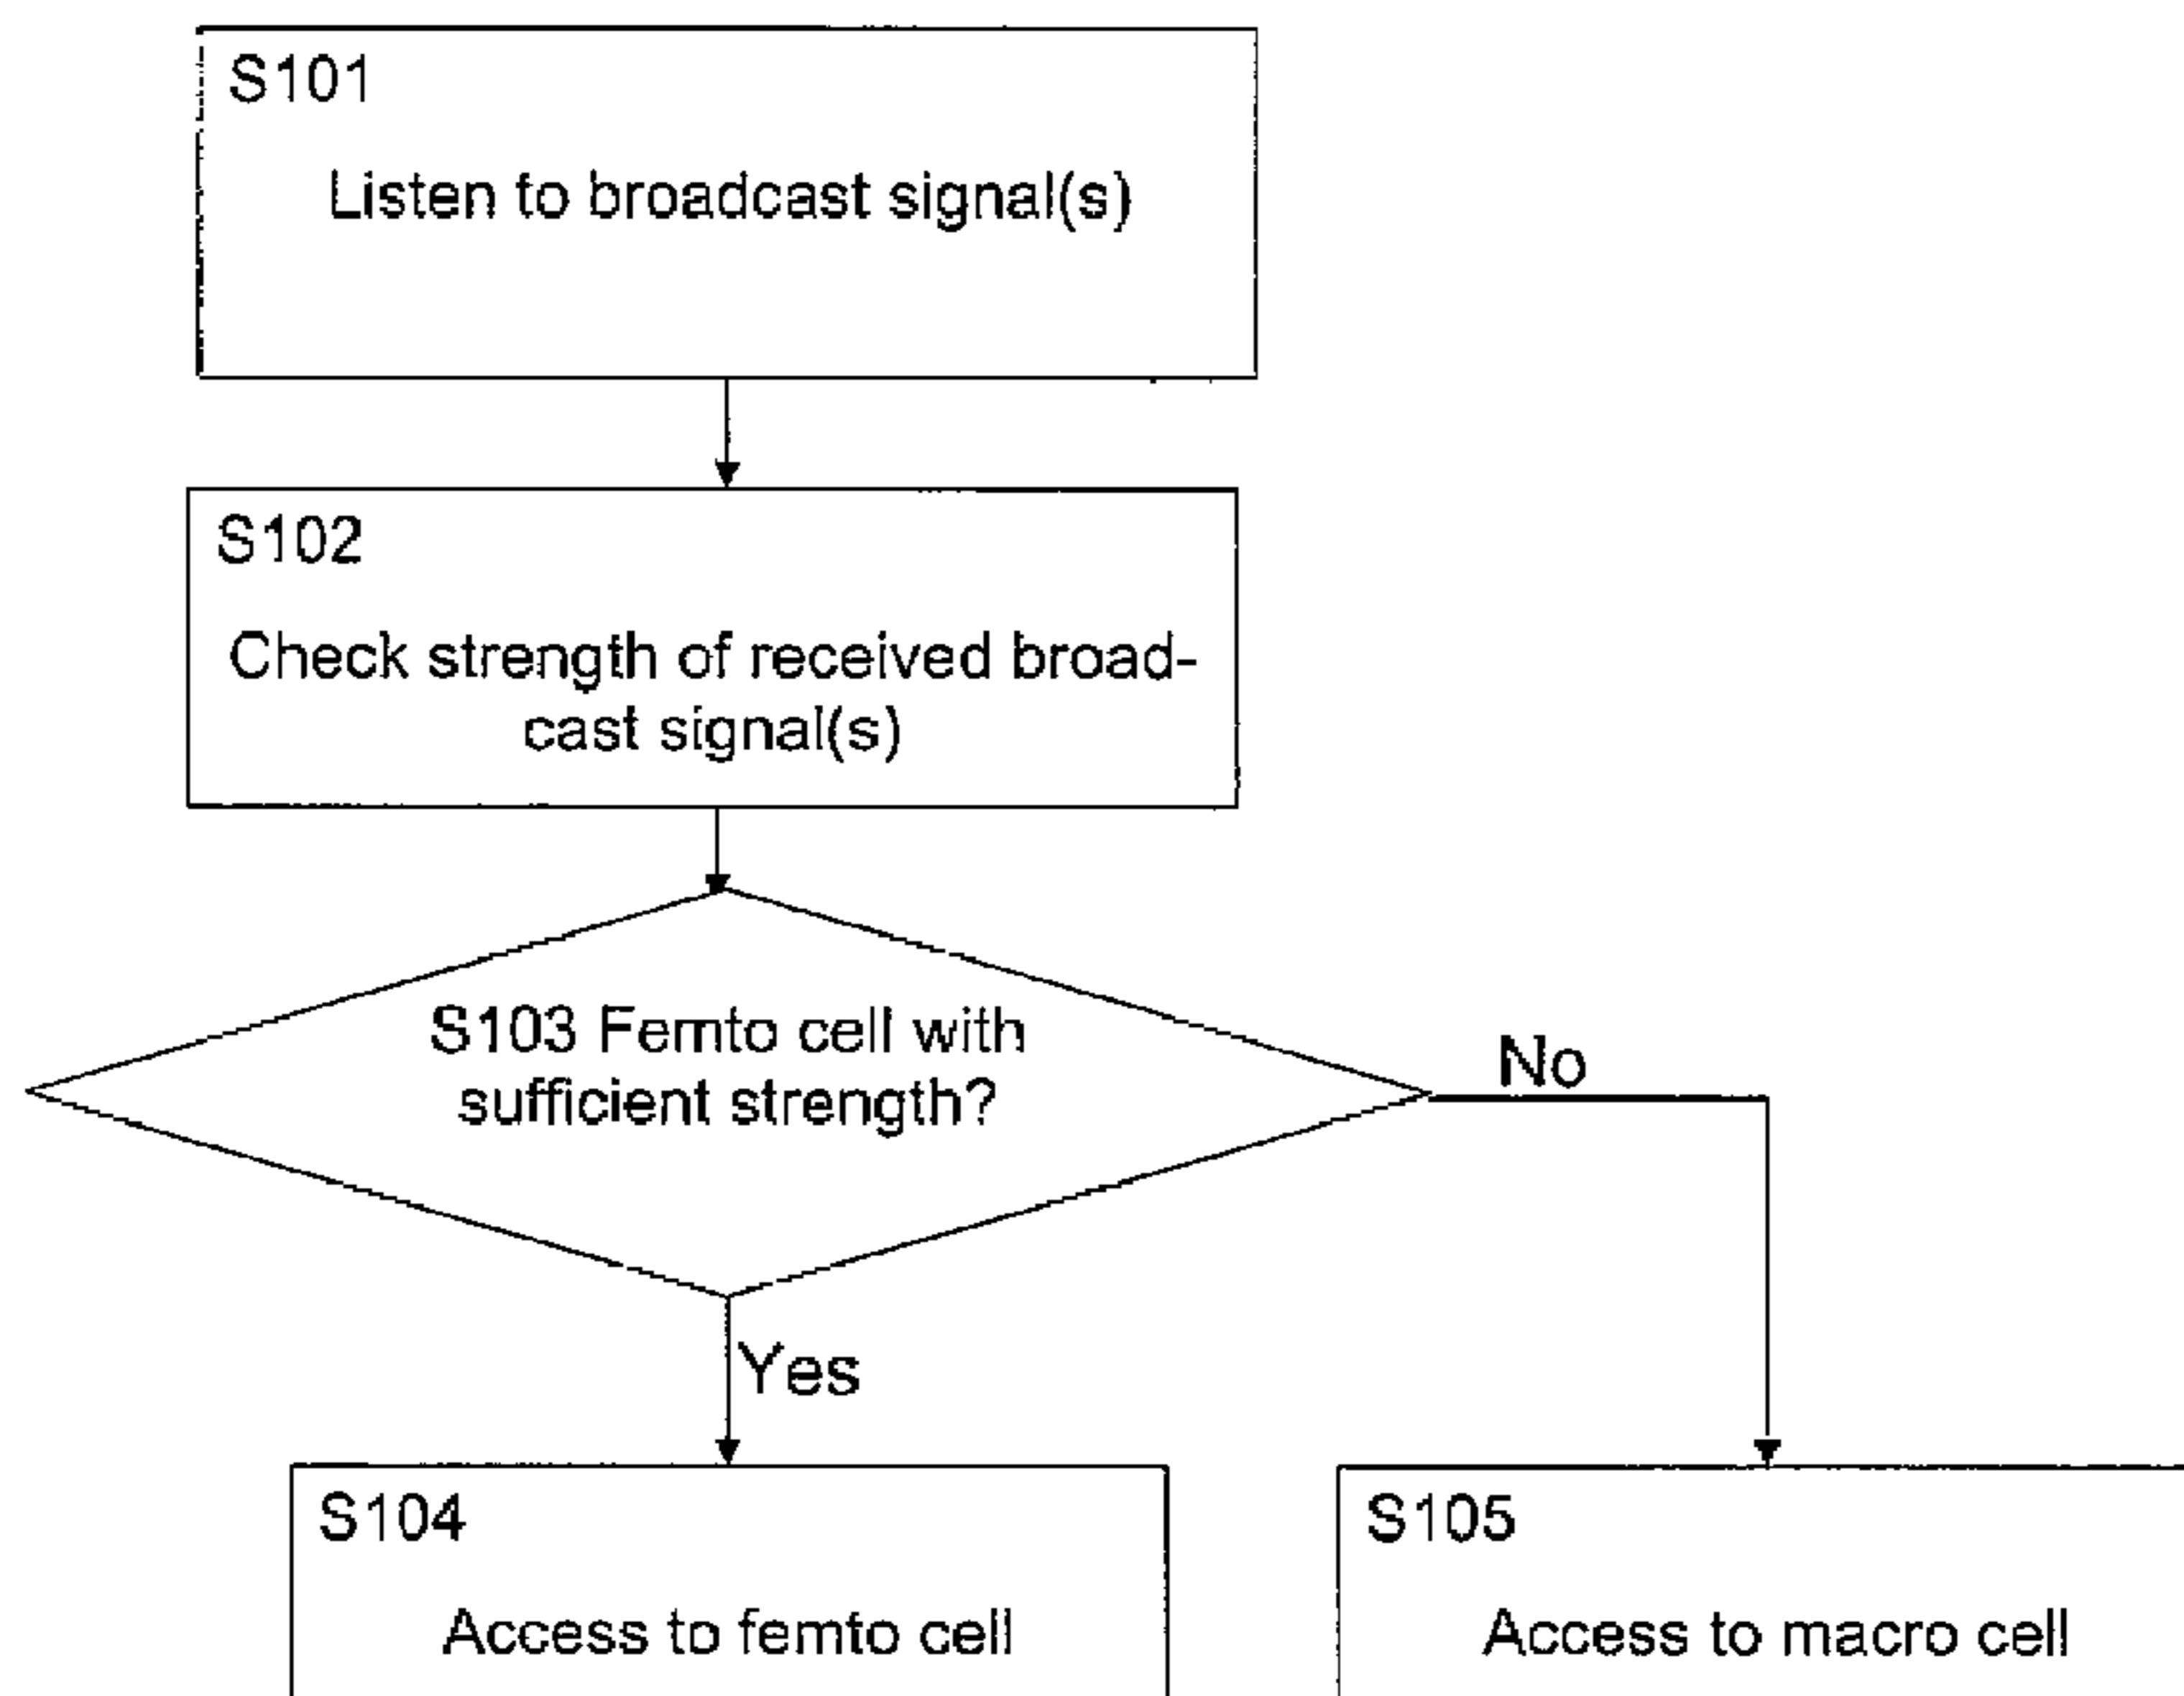 S101
Listen to broadcast signal(s)
S102
Check strength of received broad-
cast signal(s)
S103 Femto cell with
sufficient strength?
No
Yes
S104
Access to femto cell
S105
Access to macro cell